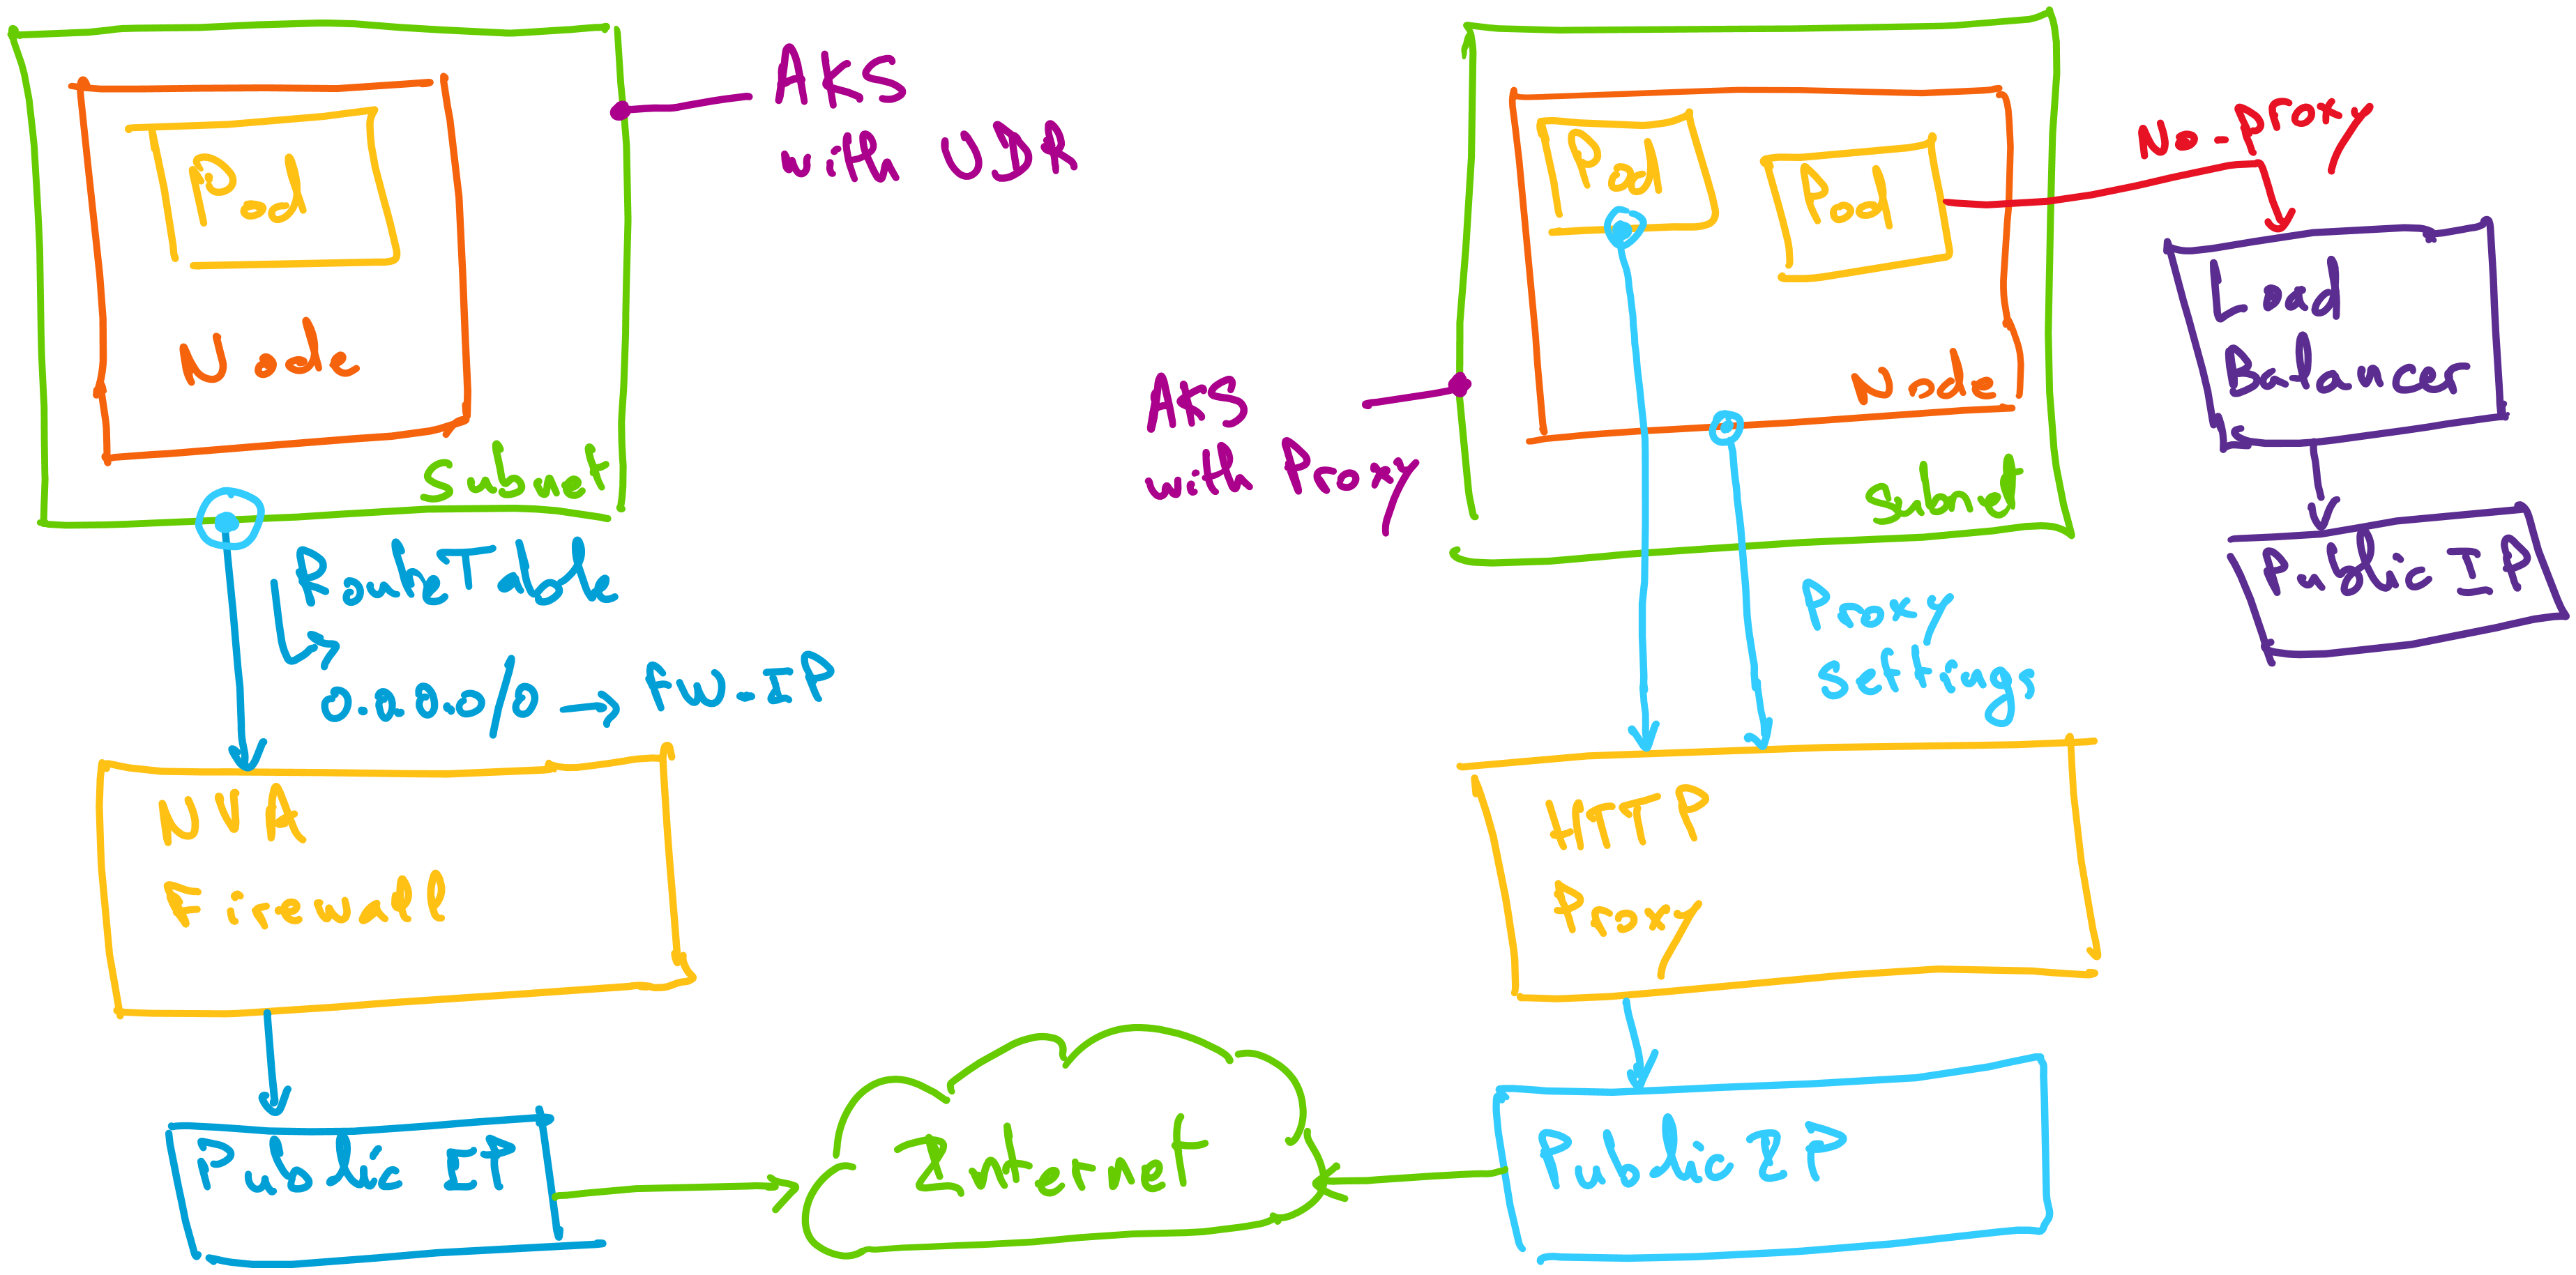 AKS
with UDR
Pod
Node
Subnet
RouteTable
0.0.0.0/0 → FW-IP
NVA
Firewall
Public IP
Internet
AKS
with Proxy
Pod
Pod
Node
Subnet
No-Proxy
Load
Balancer
Public IP
Proxy
Settings
HTTP
Proxy
Public IP